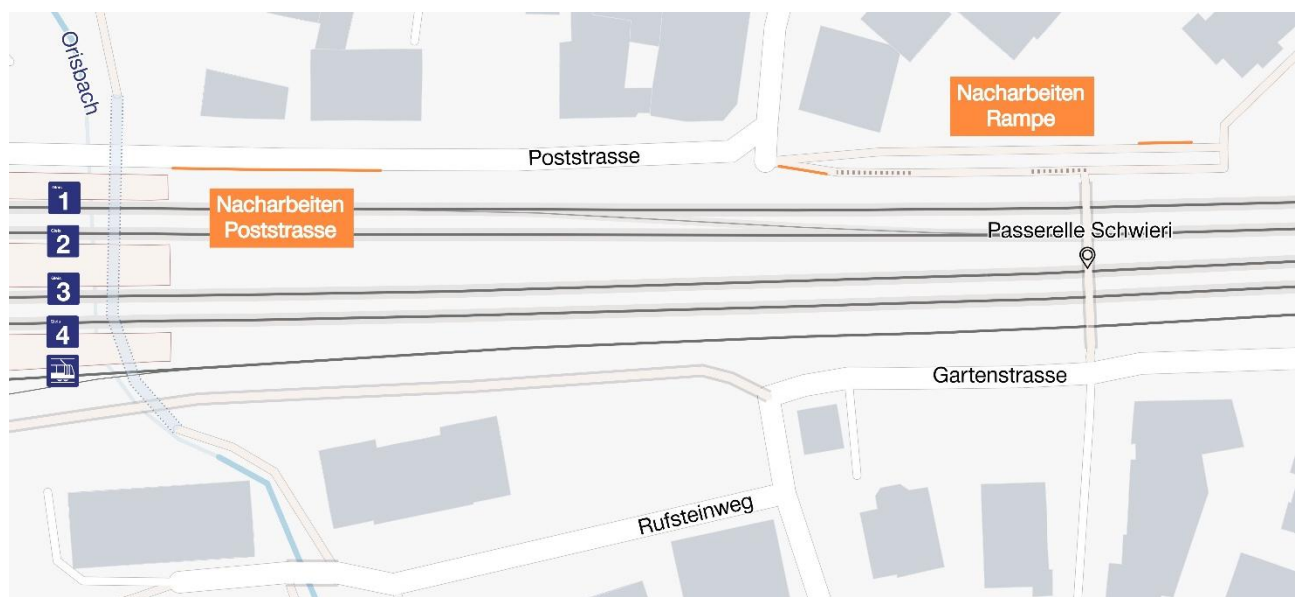 Orisbach
Nacharbeiten
Rampe
Poststrasse
1
Nacharbeiten
Poststrasse
2
Passerelle Schwieri
3
4
Gartenstrasse
Rufsteinweg